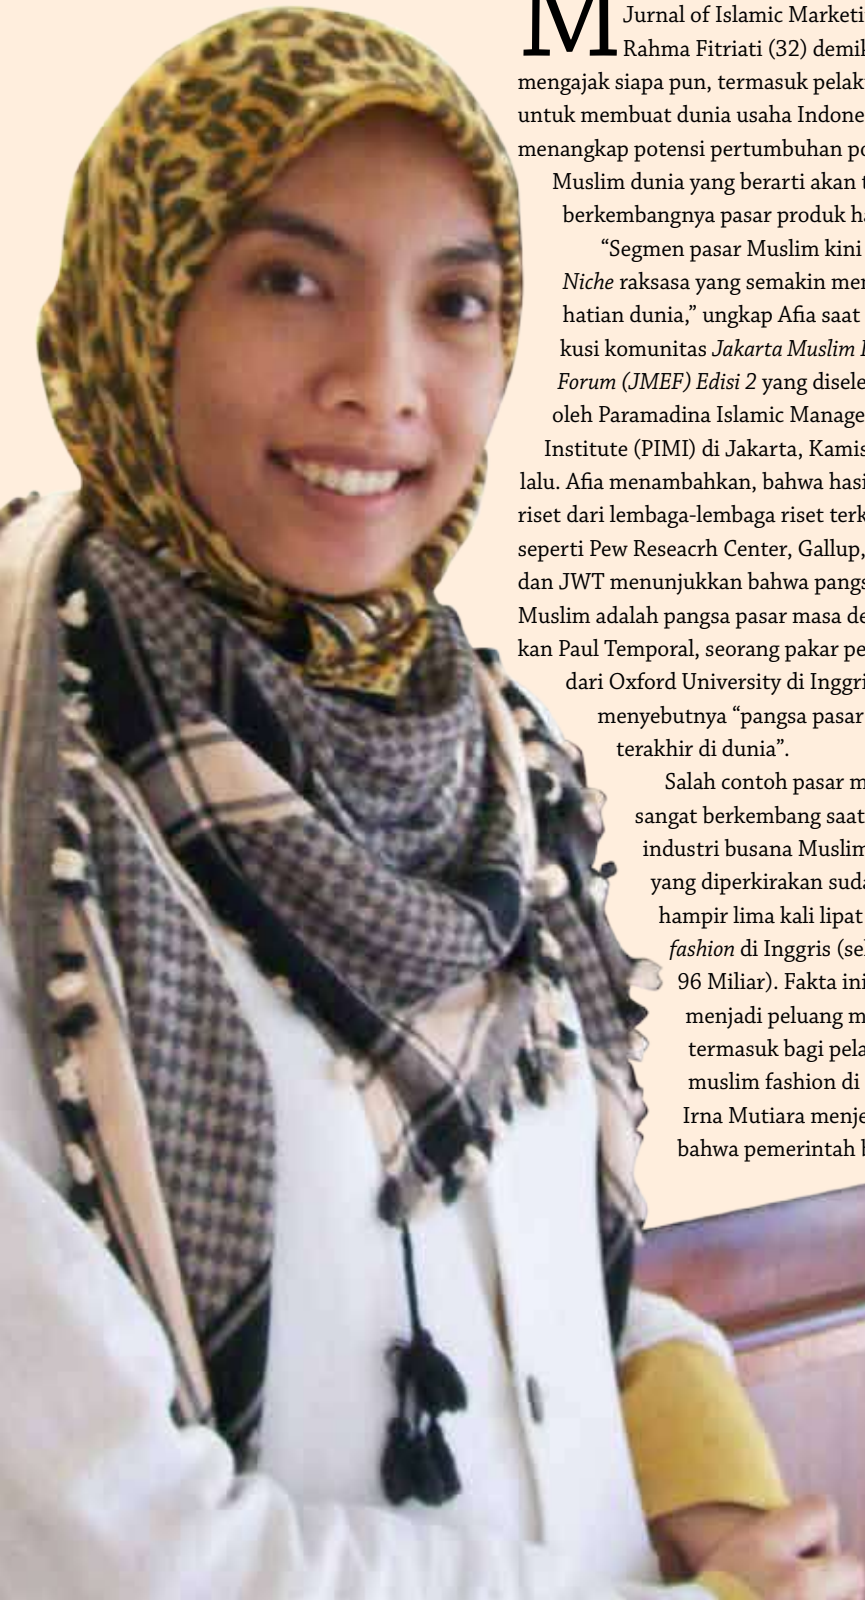 M
Jurnal of Islamic Marketi
Rahma Fitriati (32) demi
mengajak siapa pun, termasuk pelak
untuk membuat dunia usaha Indone
menangkap potensi pertumbuhan po
Muslim dunia yang berarti akan t
berkembangnya pasar produk ha
“Segmen pasar Muslim kini
Niche raksasa yang semakin men
hatian dunia,” ungkap Afia saat
kusi komunitas Jakarta Muslim
Forum (JMEF) Edisi 2 yang disele
oleh Paramadina Islamic Manage
Institute (PIMI) di Jakarta, Kamis
lalu. Afia menambahkan, bahwa hasi
riset dari lembaga-lembaga riset terk
seperti Pew Reseacrh Center, Gallup,
dan JWT menunjukkan bahwa pangs
Muslim adalah pangsa pasar masa de
kan Paul Temporal, seorang pakar pe
dari Oxford University di Inggri
menyebutnya “pangsa pasar
terakhir di dunia”.
Salah contoh pasar m
sangat berkembang saat
industri busana Muslim
yang diperkirakan suda
hampir lima kali lipat
fashion di Inggris (sel
96 Miliar). Fakta ini
menjadi peluang m
termasuk bagi pela
muslim fashion di
Irna Mutiara menje
bahwa pemerintah b